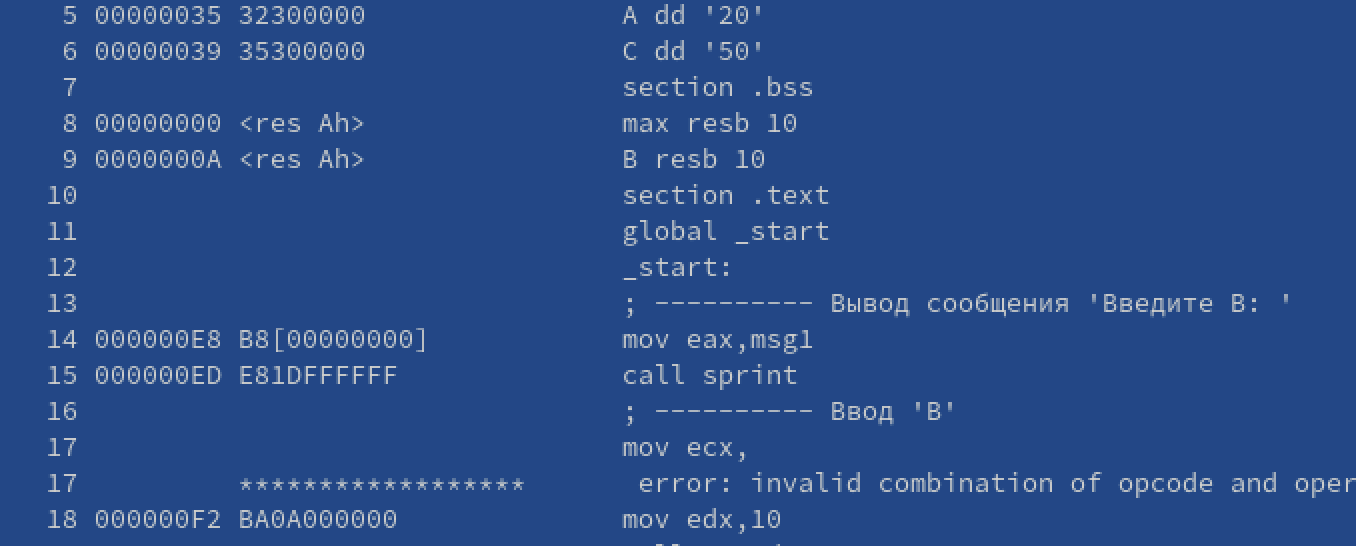 5 00000035 32300000 A dd '20'
6 00000039 35300000 C dd '50'
7 section .bss
8 00000000 <res Ah> max resb 10
9 0000000A <res Ah> B resb 10
10 section .text
11 global _start
12 _start:
13 ; ---------- Вывод сообщения 'Введите B: '
14 000000E8 B8[00000000] mov eax,msg1
15 000000ED E81DFFFFFF call sprint
16 ; ---------- Ввод 'B'
17 mov ecx,
17 ****************** error: invalid combination of opcode and oper
18 000000F2 BA0A000000 mov edx,10